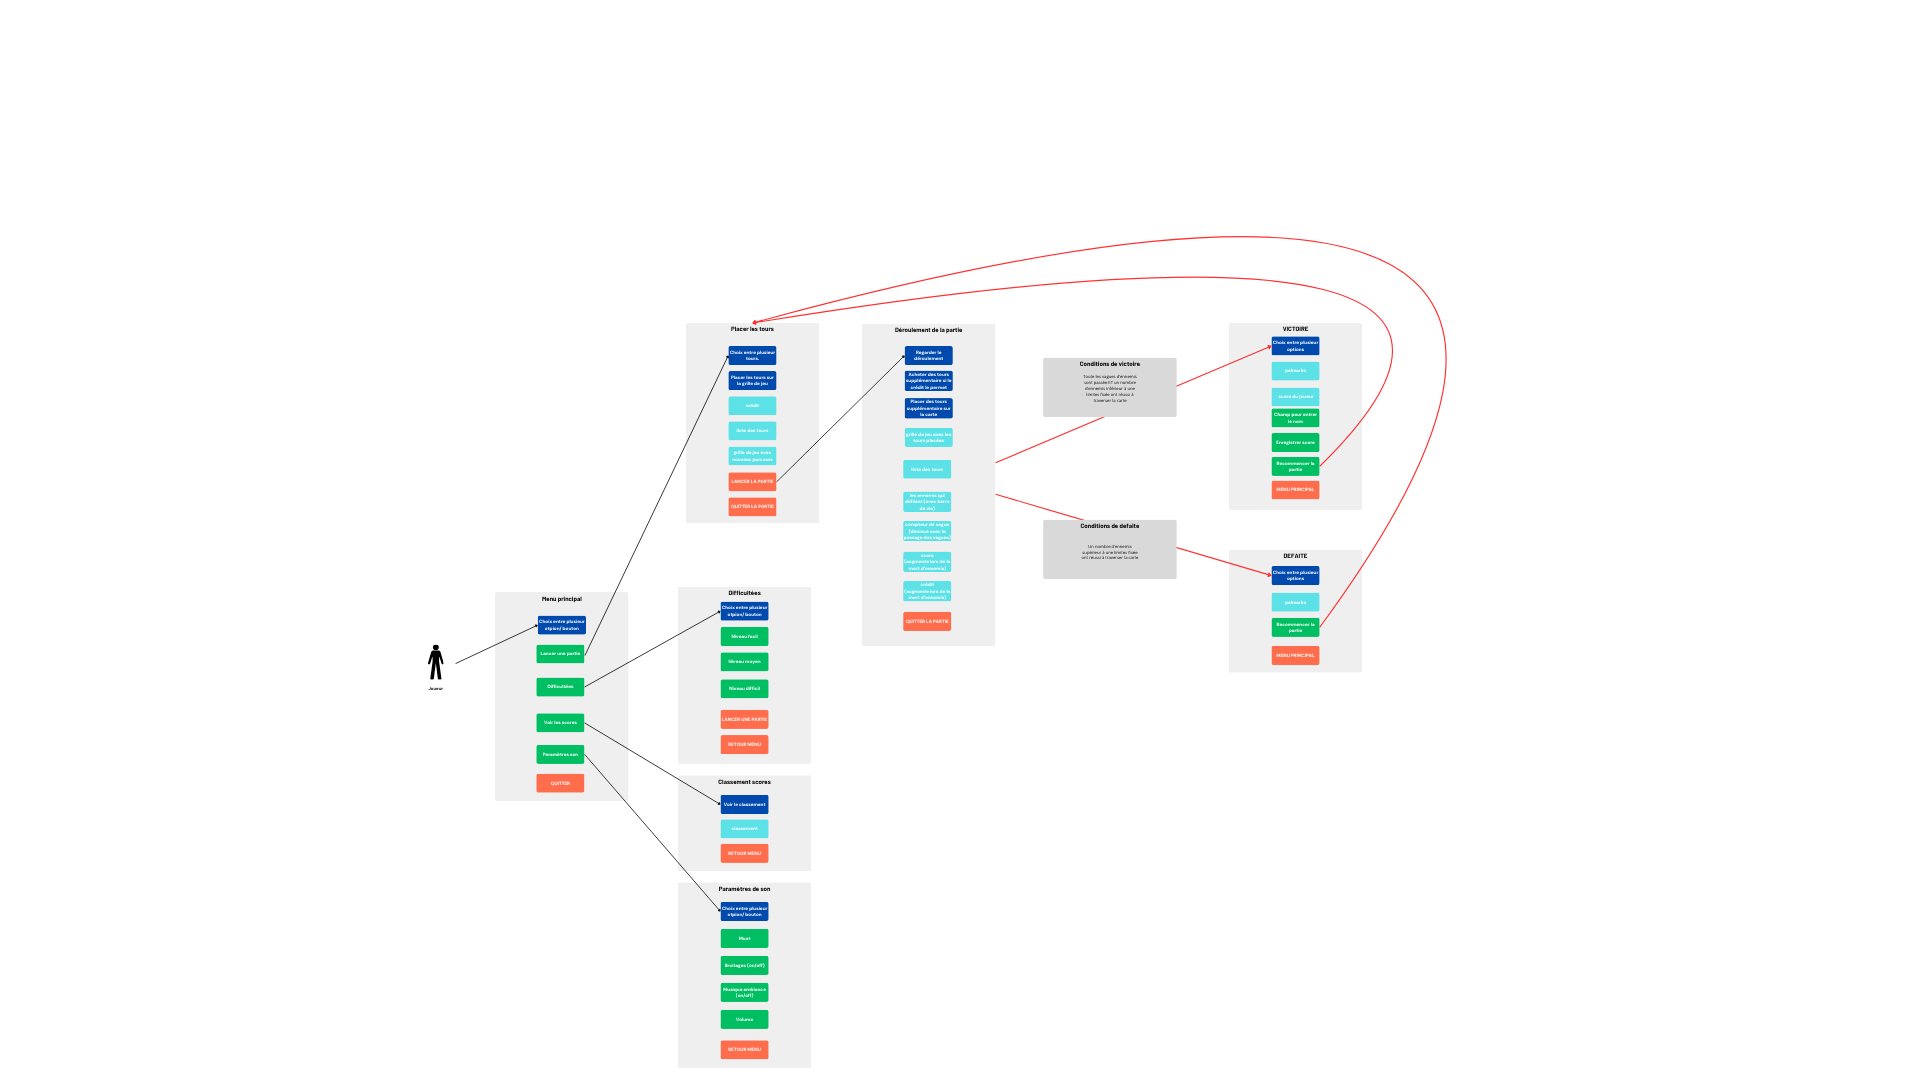 Placer les tours
Choix entre plusieur
tours.
Placer les tours sur
la grille de jeu
crédit
liste des tours
grille de jeu avec
nouveau parcours
LANCER LA PARTIE
QUITTER LA PARTIE
Déroulement de la partie
Regarder le
déroulement
Acheter des tours
supplémentaire si le
crédit le permet
Placer des tours
supplémentaire sur
la carte
grille de jeu avec les
tours placées
liste des tours
les ennemis qui
défilent (avec barre
de vie)
compteur de vague
(diminue avec le
passage des vagues)
score
(augmente lors de la
mort d'ennemis)
crédit
(augmente lors de la
mort d'ennemis)
QUITTER LA PARTIE
Conditions de victoire
Toute les vagues d'ennemis
sont passée ET un nombre
d'ennemis inférieur à une
limites fixée ont réussi à
traverser la carte
Conditions de defaite
Un nombre d'ennemis
supérieur à une limites fixée
ont réussi à traverser la carte
VICTOIRE
Choix entre plusieur
options
score du joueur
Champ pour entrer
le nom
Enregistrer score
Recommencer la
partie
MENU PRINCIPAL
DEFAITE
Choix entre plusieur
options
Recommencer la
partie
MENU PRINCIPAL
Joueur
Menu principal
Choix entre plusieur
otpion/ bouton
Lancer une partie
Difficultées
Voir les scores
Paramètres son
QUITTER
Difficultées
Choix entre plusieur
otpion/ bouton
Niveau facil
Niveau moyen
Niveau difficil
LANCER UNE PARTIE
RETOUR MENU
Classement scores
Voir le classement
classement
RETOUR MENU
Paramètres de son
Choix entre plusieur
otpion/ bouton
Muet
Bruitages (on/off)
Musique ambiance
(on/off)
Volume
RETOUR MENU